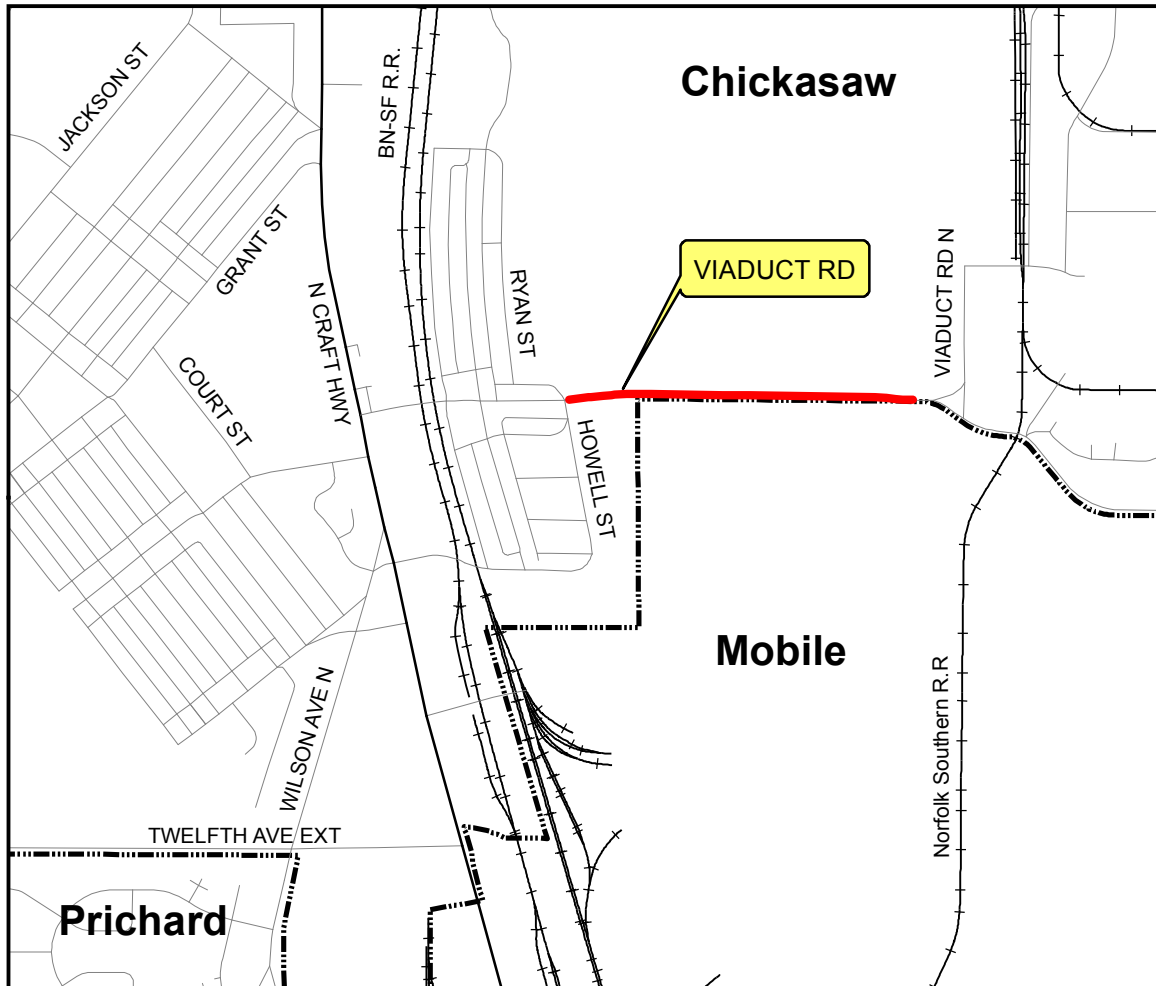 JACKSON ST
BN-SF R.R.
Chickasaw
GRANT ST
N CRAFT HWY
RYAN ST
VIADUCT RD
VIADUCT RD N
COURT ST
HOWELL ST
Mobile
WILSON AVE N
Norfolk Southern R.R
TWELFTH AVE EXT
Prichard